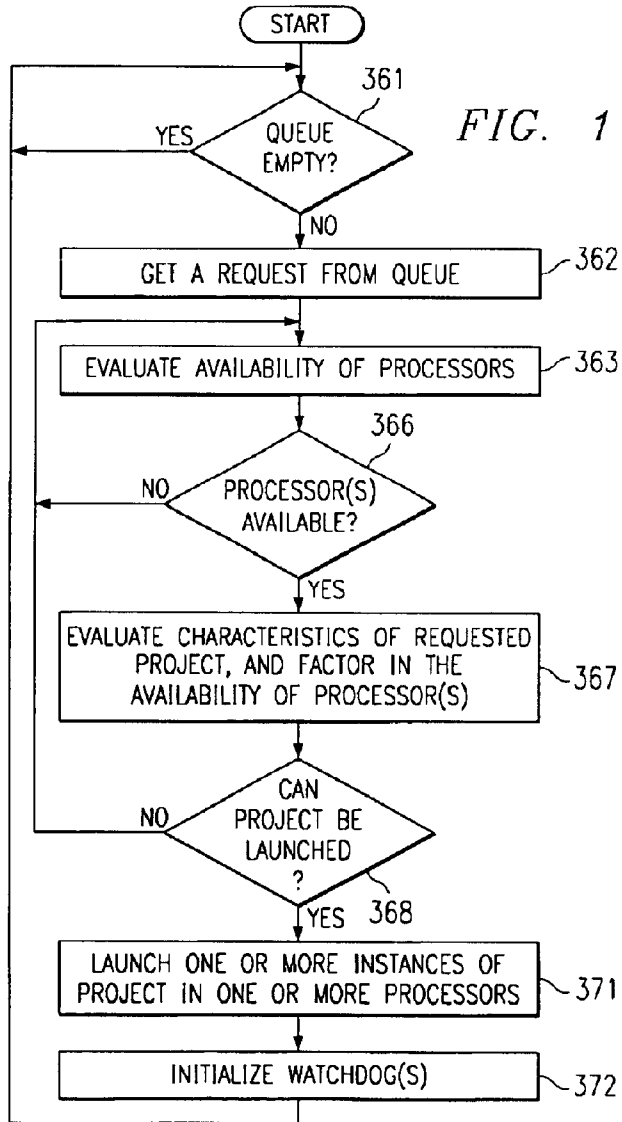 START
361
FIG. 1
YES
QUEUE
EMPTY?
NO
GET A REQUEST FROM QUEUE
362
EVALUATE AVAILABILITY OF PROCESSORS
363
366
NO
PROCESSOR(S)
AVAILABLE?
YES
EVALUATE CHARACTERISTICS OF REQUESTED
PROJECT, AND FACTOR IN THE
AVAILABILITY OF PROCESSOR(S)
367
CAN
PROJECT BE
LAUNCHED
?
NO
368
YES
LAUNCH ONE OR MORE INSTANCES OF
PROJECT IN ONE OR MORE PROCESSORS
371
INITIALIZE WATCHDOG(S)
372